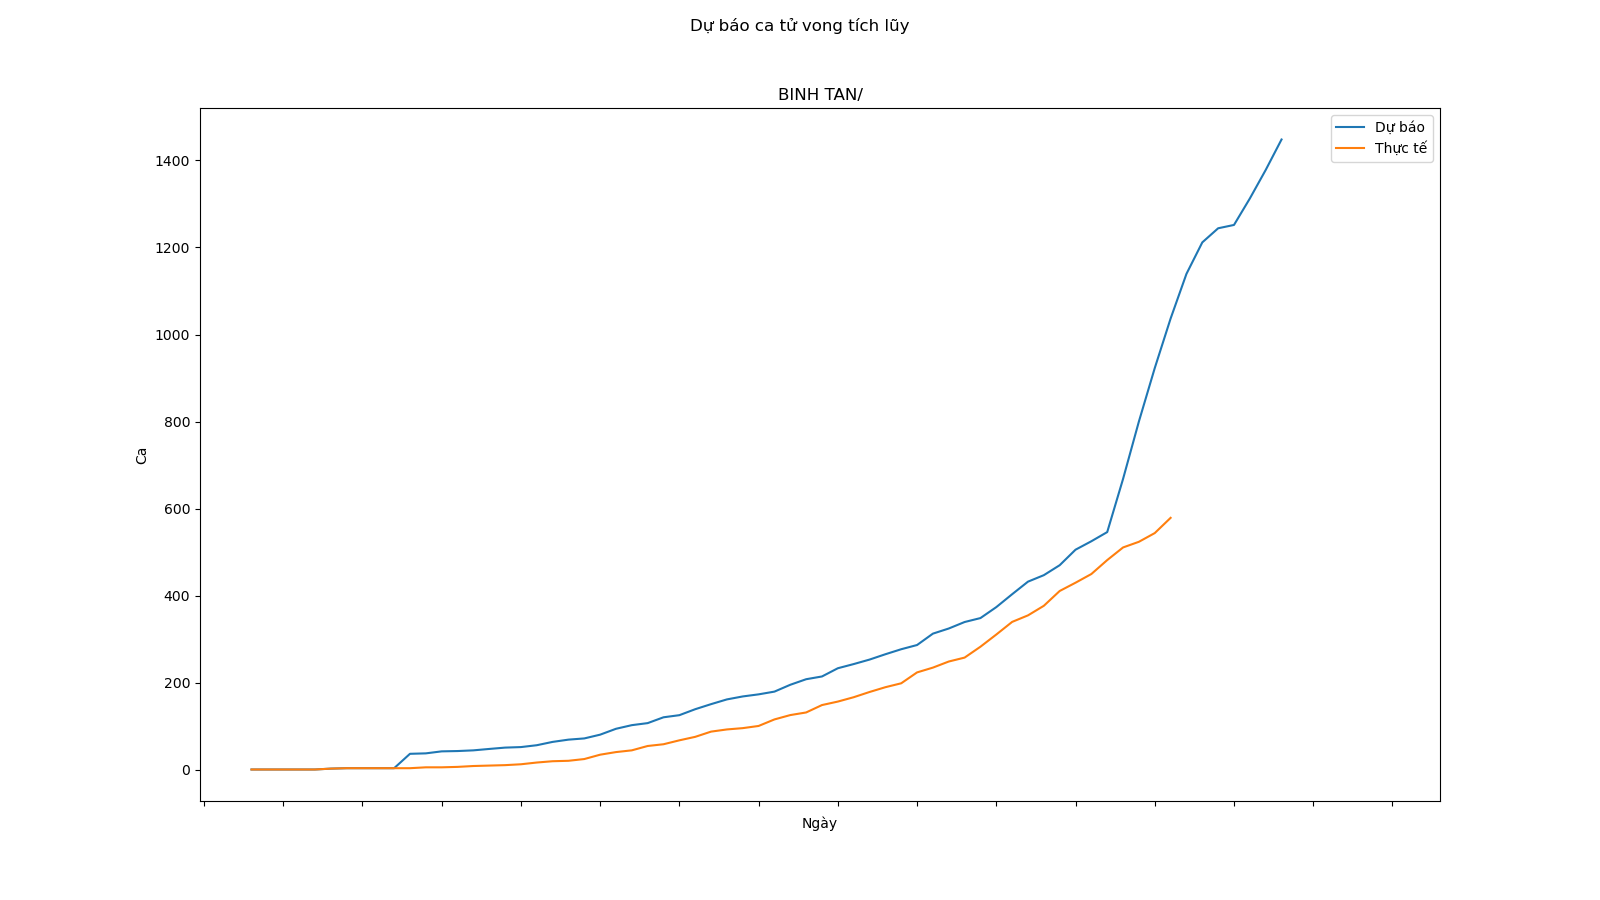 Dự báo ca tử vong tích lũy
BINH TAN/
Dự báo
Thực tế
1400
1200
1000
800
600
400
200
0
Ca
Ngày